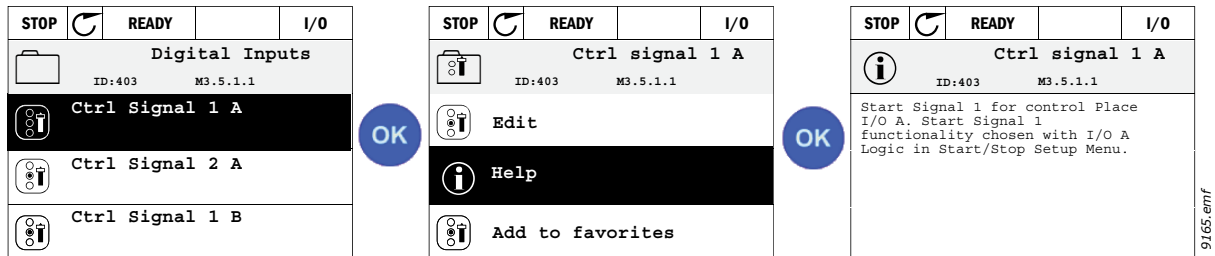 STOP READY I/O
Digital Inputs
ID:403 M3.5.1.1
Ctrl Signal 1 A
Ctrl Signal 2 A
Ctrl Signal 1 B
OK
STOP READY I/O
Ctrl signal 1 A
ID:403 M3.5.1.1
Edit
Help
Add to favorites
OK
STOP READY I/O
Ctrl signal 1 A
ID:403 M3.5.1.1
Start Signal 1 for control Place
I/O A. Start Signal 1
functionality chosen with I/O A
Logic in Start/Stop Setup Menu.
9165.emf